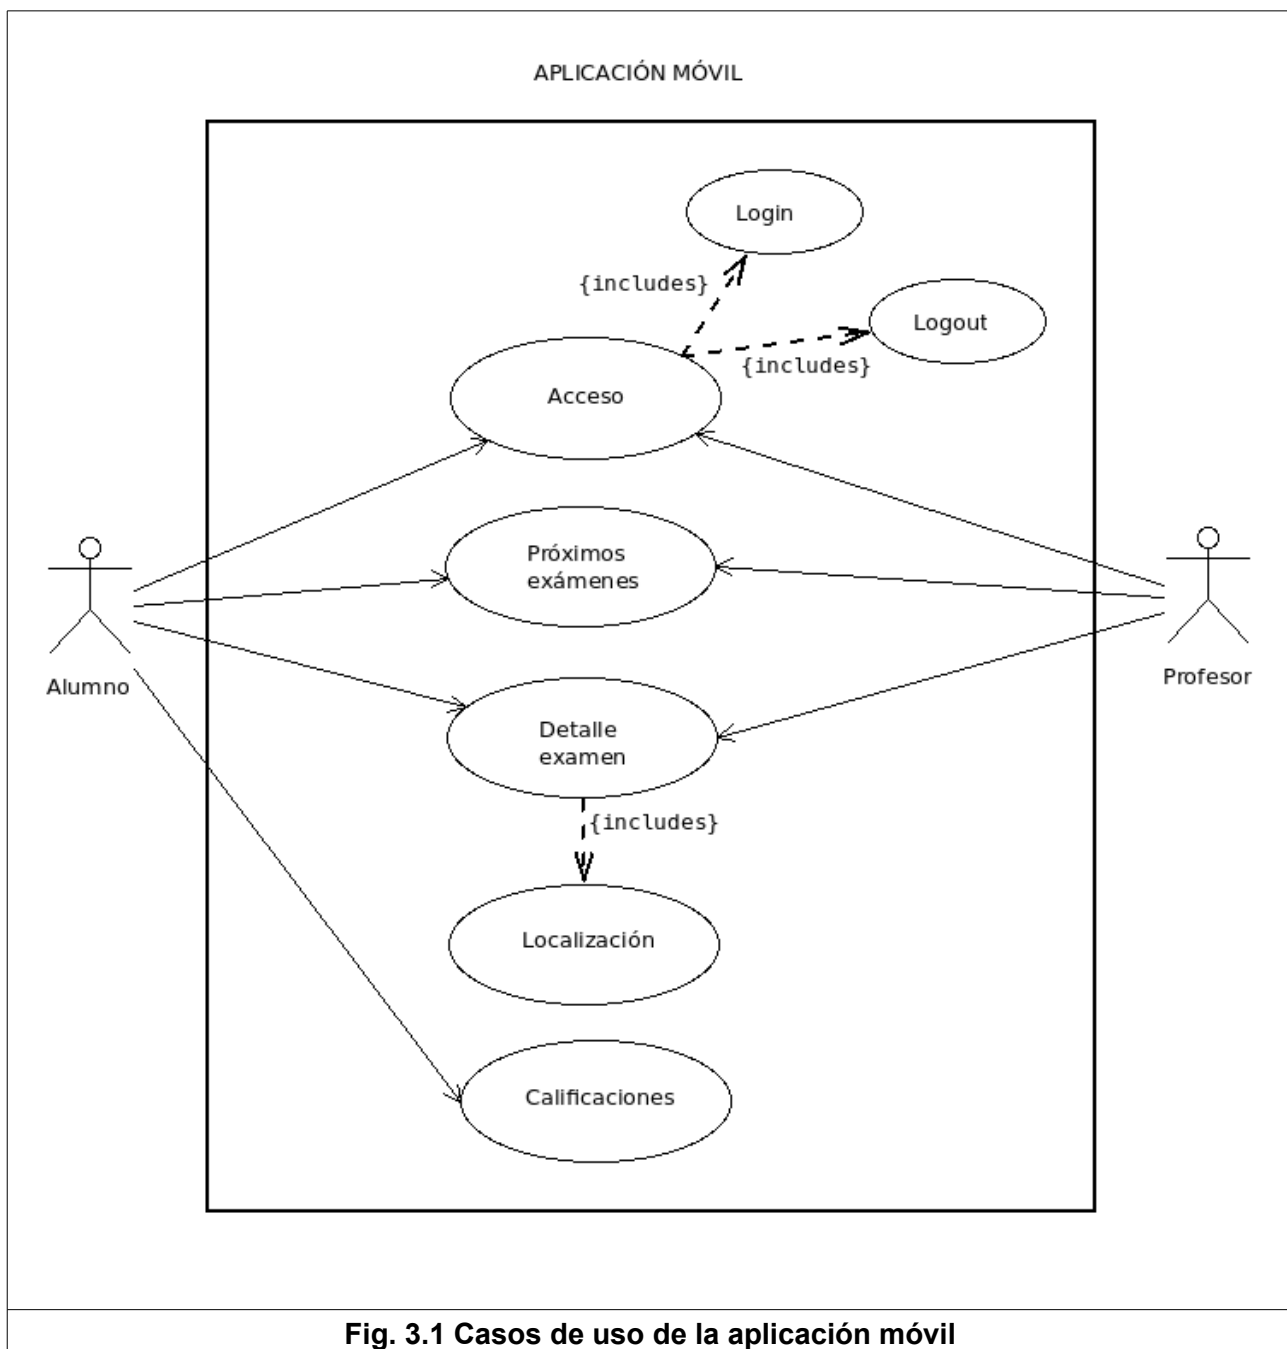 APLICACIÓN MÓVIL
Login
{includes}
Logout
{includes}
Acceso
Próximos
exámenes
Alumno
Profesor
Detalle
examen
{includes}
Localización
Calificaciones
Fig. 3.1 Casos de uso de la aplicación móvil